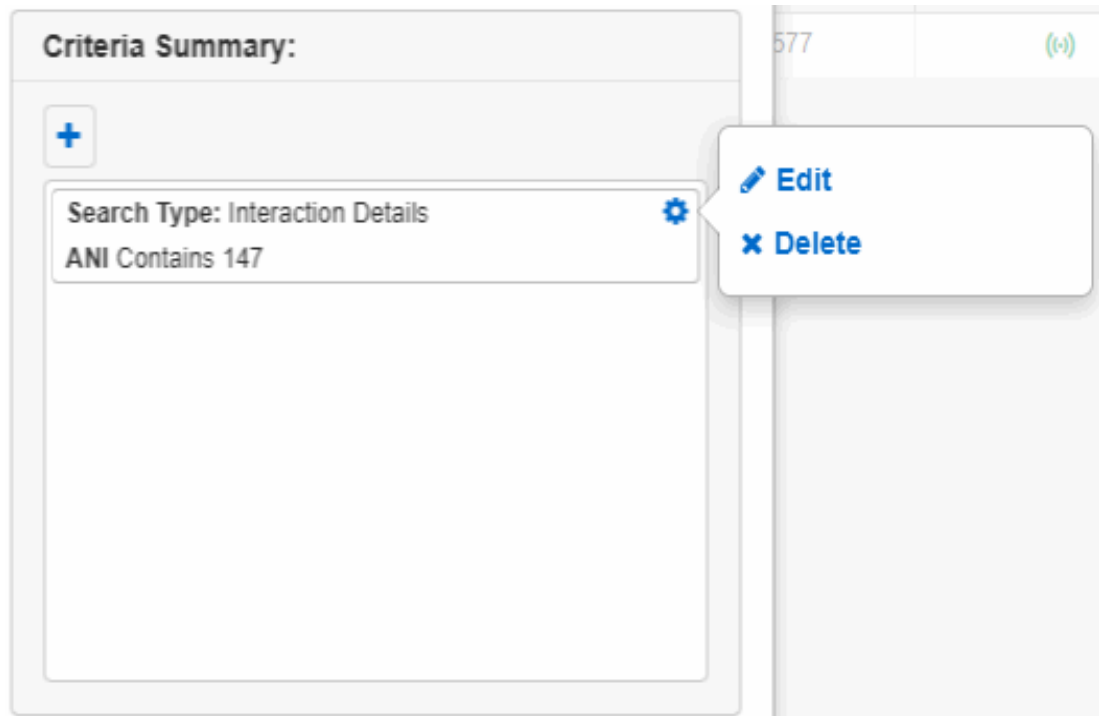 Criteria Summary:
577
Edit
Search Type: Interaction Details
Delete
ANI Contains 147